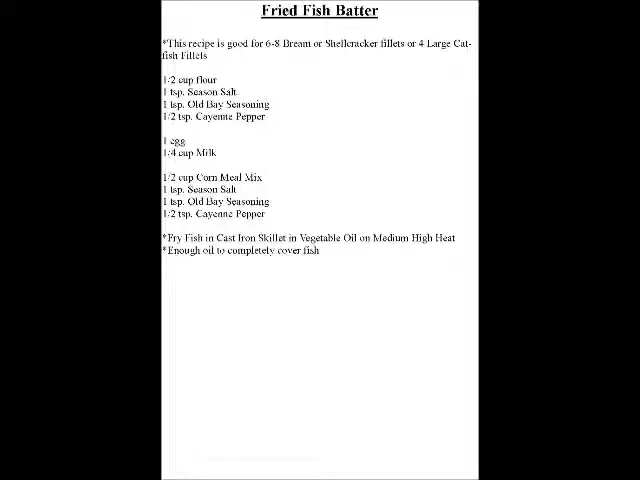 Fried Fish Batter
*This recipe is good for 6-8 Bream or Shellcracker fillets or 4 Large Cat-
fish Fillets
1/2 cup flour
1 tsp. Season Salt
1 tsp. Old Bay Seasoning
1/2 tsp. Cayenne Pepper
1 egg
1/4 cup Milk
1/2 cup Corn Meal Mix
1 tsp. Season Salt
1 tsp. Old Bay Seasoning
1/2 tsp. Cayenne Pepper
*Fry Fish in Cast Iron Skillet in Vegetable Oil on Medium High Heat
*Enough oil to completely cover fish